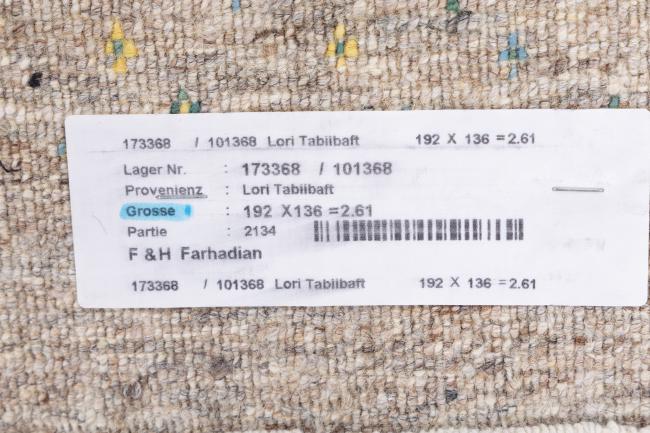 173368 / 101368 Lori Tabiibaft 192 X 136 =2.61
Lager Nr. : 173368 / 101368
Provenienz : Lori Tabiibaft
Grosse : 192 X136 =2.61
Partie : 2134
F &H Farhadian
173368 / 101368 Lori Tabiibaft 192 X 136 =2.61